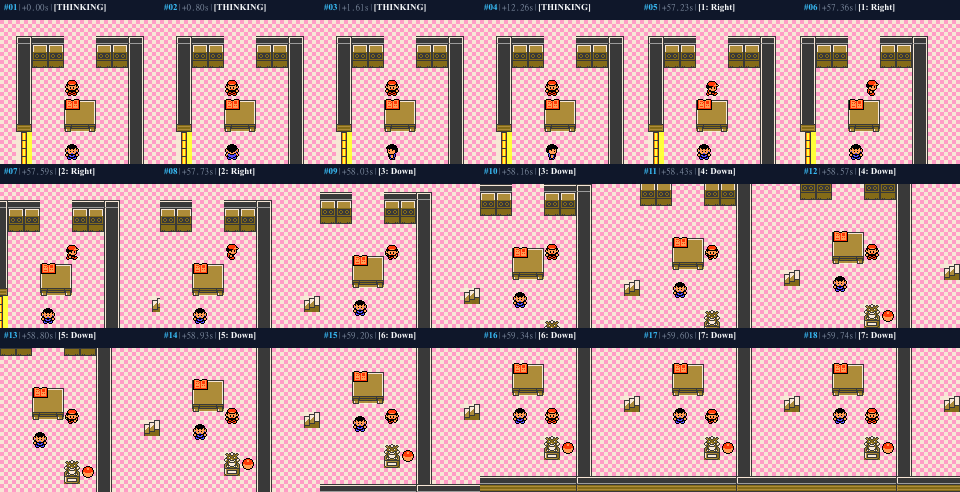 #01|+0.00s|[THINKING]
#02|+0.80s|[THINKING]
#03|+1.61s|[THINKING]
#04|+12.26s|[THINKING]
#05|+57.23s|[1: Right]
#06|+57.36s|[1: Right]
#07|+57.59s|[2: Right]
#08|+57.73s|[2: Right]
#09|+58.03s|[3: Down]
#10|+58.16s|[3: Down]
#11|+58.43s|[4: Down]
#12|+58.57s|[4: Down]
#13|+58.80s|[5: Down]
#14|+58.93s|[5: Down]
#15|+59.20s|[6: Down]
#16|+59.34s|[6: Down]
#17|+59.60s|[7: Down]
#18|+59.74s|[7: Down]